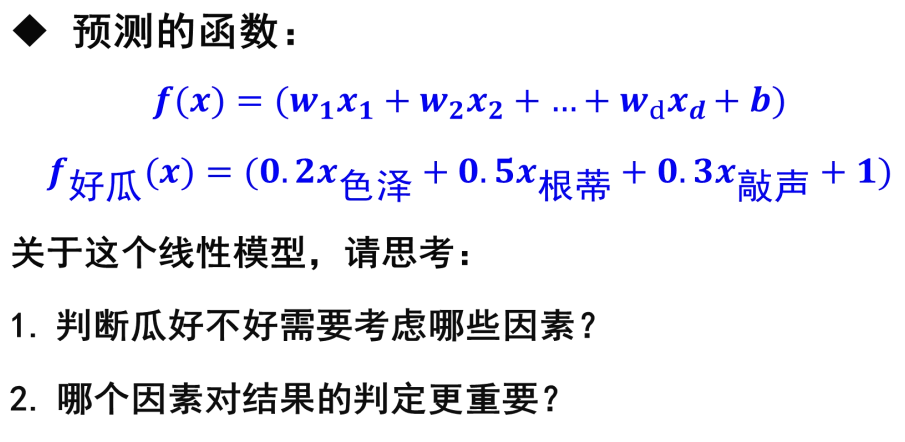 ◆ 预测的函数：
f(x) = (w₁x₁ + w₂x₂ + … + w_d x_d + b)
f好瓜(x) = (0.2x色泽 + 0.5x根蒂 + 0.3x敲声 + 1)
关于这个线性模型，请思考：
1. 判断瓜好不好需要考虑哪些因素？
2. 哪个因素对结果的判定更重要？